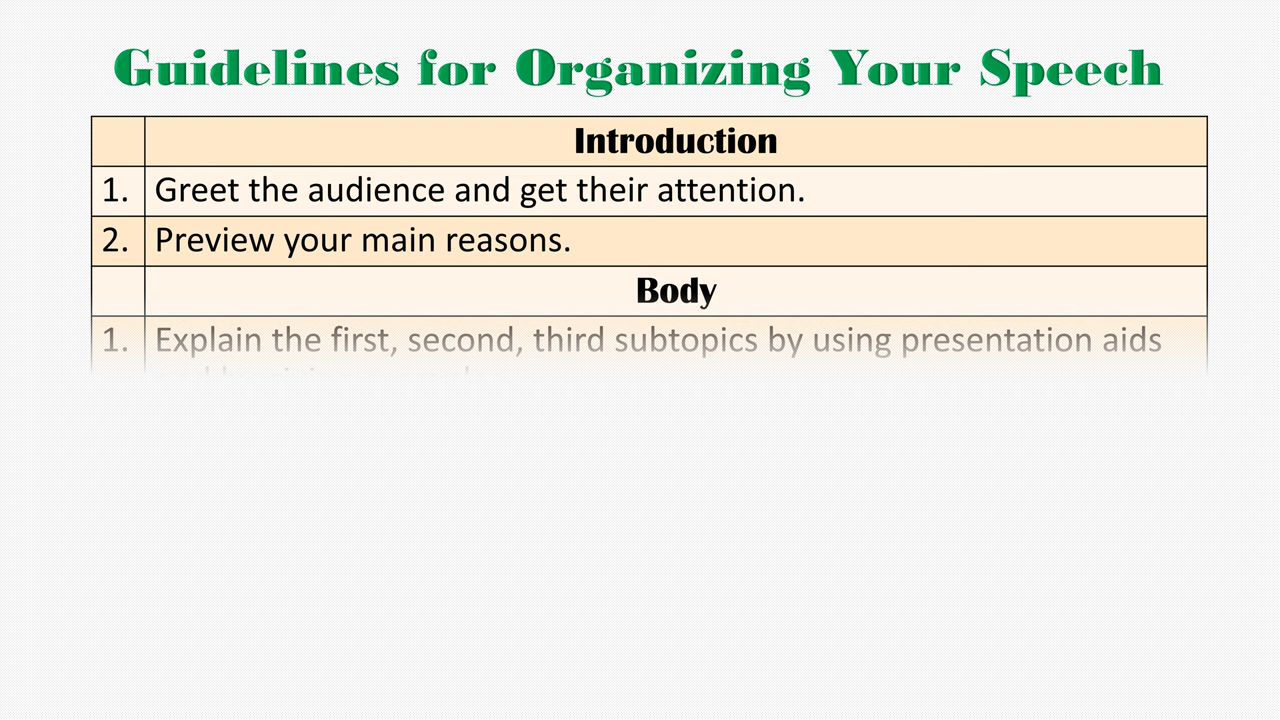 Guidelines for Organizing Your Speech
Introduction
1. Greet the audience and get their attention.
2. Preview your main reasons.
Body
1. Explain the first, second, third subtopics by using presentation aids